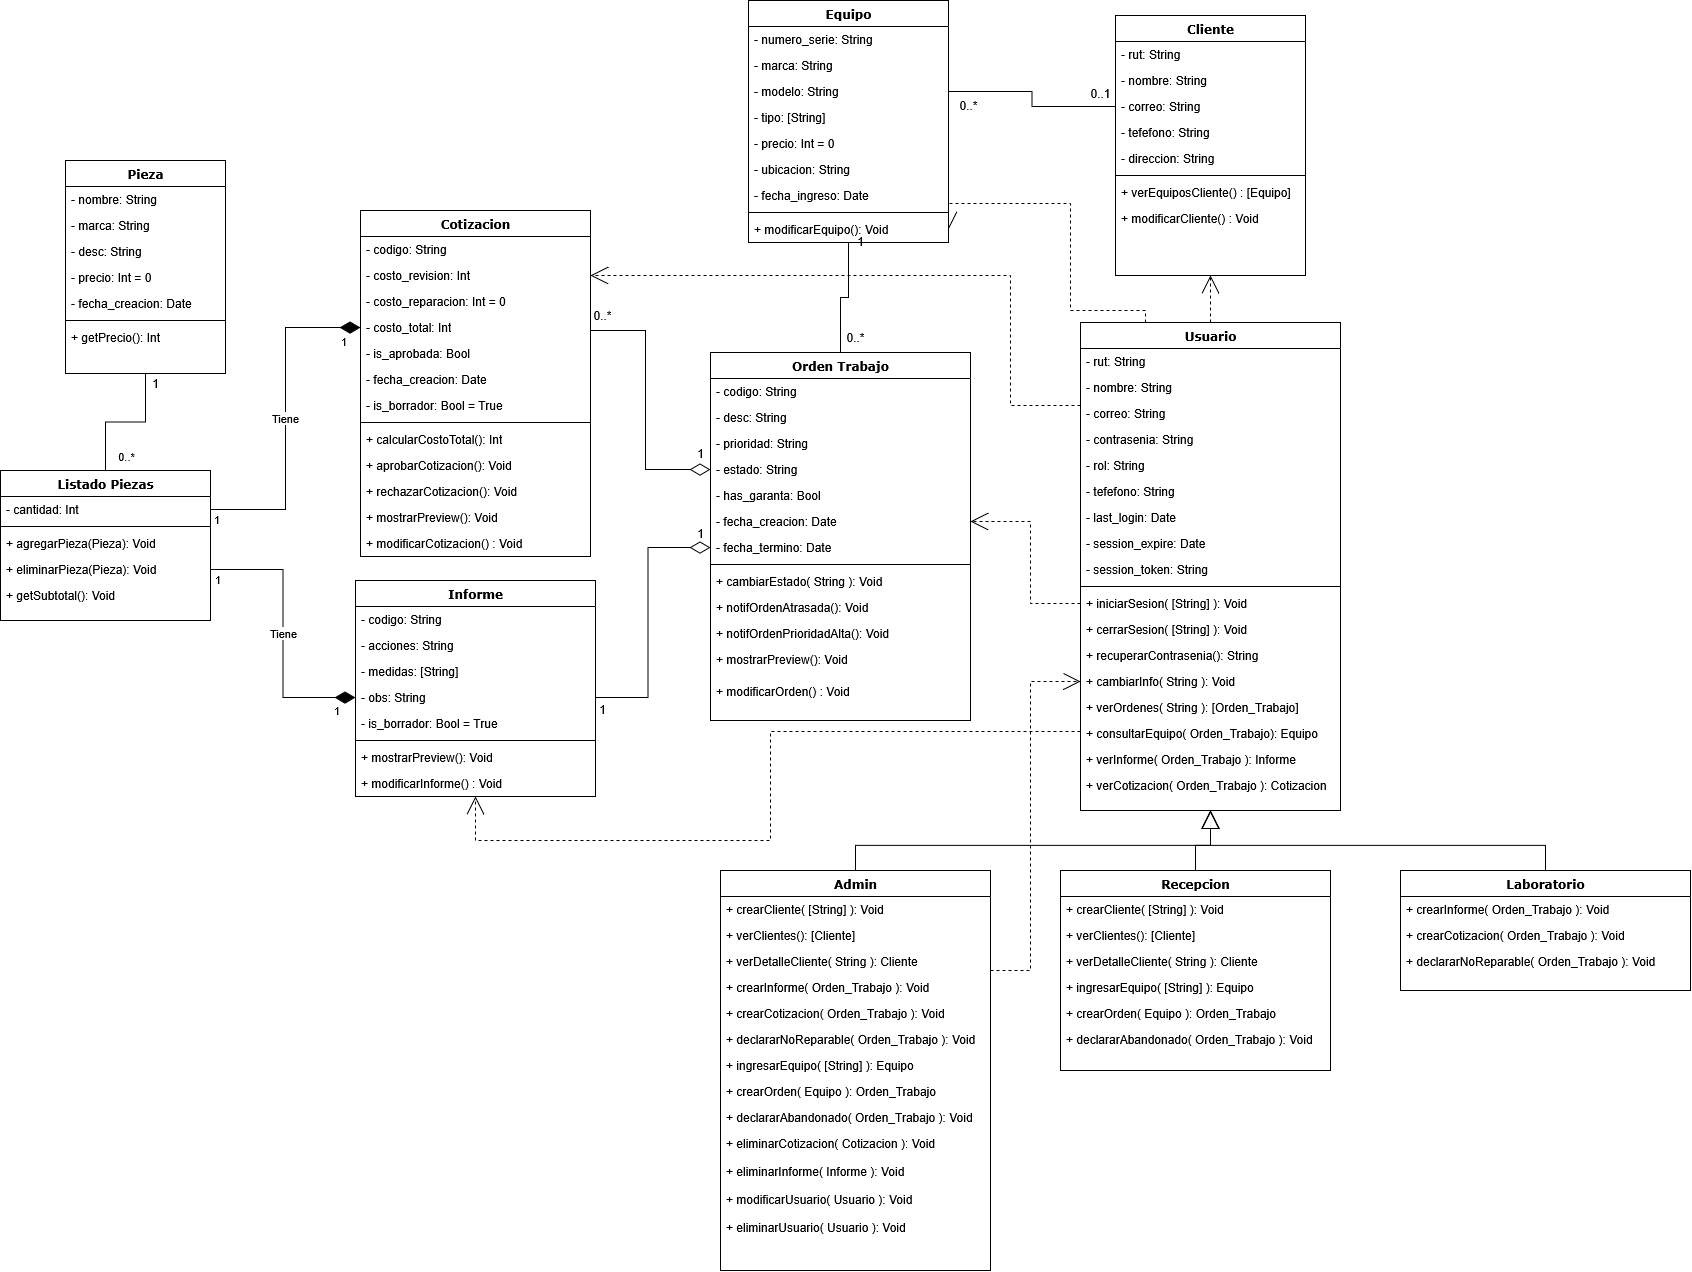 Equipo
- numero_serie: String
- marca: String
- modelo: String
- tipo: [String]
- precio: Int = 0
- ubicacion: String
- fecha_ingreso: Date
+ modificarEquipo(): Void
0..*
0..1
Cliente
- rut: String
- nombre: String
- correo: String
- tefefono: String
- direccion: String
+ verEquiposCliente() : [Equipo]
+ modificarCliente() : Void
Pieza
- nombre: String
- marca: String
- desc: String
- precio: Int = 0
- fecha_creacion: Date
+ getPrecio(): Int
1
0..*
Listado Piezas
- cantidad: Int
+ agregarPieza(Pieza): Void
+ eliminarPieza(Pieza): Void
+ getSubtotal(): Void
1
Tiene
1
1
Tiene
1
Cotizacion
- codigo: String
- costo_revision: Int
- costo_reparacion: Int = 0
- costo_total: Int
- is_aprobada: Bool
- fecha_creacion: Date
- is_borrador: Bool = True
+ calcularCostoTotal(): Int
+ aprobarCotizacion(): Void
+ rechazarCotizacion(): Void
+ mostrarPreview(): Void
+ modificarCotizacion() : Void
0..*
1
Informe
- codigo: String
- acciones: String
- medidas: [String]
- obs: String
- is_borrador: Bool = True
+ mostrarPreview(): Void
+ modificarInforme() : Void
1
1
1
0..*
Orden Trabajo
- codigo: String
- desc: String
- prioridad: String
- estado: String
- has_garanta: Bool
- fecha_creacion: Date
- fecha_termino: Date
+ cambiarEstado( String ): Void
+ notifOrdenAtrasada(): Void
+ notifOrdenPrioridadAlta(): Void
+ mostrarPreview(): Void
+ modificarOrden() : Void
Usuario
- rut: String
- nombre: String
- correo: String
- contrasenia: String
- rol: String
- tefefono: String
- last_login: Date
- session_expire: Date
- session_token: String
+ iniciarSesion( [String] ): Void
+ cerrarSesion( [String] ): Void
+ recuperarContrasenia(): String
+ cambiarInfo( String ): Void
+ verOrdenes( String ): [Orden_Trabajo]
+ consultarEquipo( Orden_Trabajo): Equipo
+ verInforme( Orden_Trabajo ): Informe
+ verCotizacion( Orden_Trabajo ): Cotizacion
Admin
+ crearCliente( [String] ): Void
+ verClientes(): [Cliente]
+ verDetalleCliente( String ): Cliente
+ crearInforme( Orden_Trabajo ): Void
+ crearCotizacion( Orden_Trabajo ): Void
+ declararNoReparable( Orden_Trabajo ): Void
+ ingresarEquipo( [String] ): Equipo
+ crearOrden( Equipo ): Orden_Trabajo
+ declararAbandonado( Orden_Trabajo ): Void
+ eliminarCotizacion( Cotizacion ): Void
+ eliminarInforme( Informe ): Void
+ modificarUsuario( Usuario ): Void
+ eliminarUsuario( Usuario ): Void
Recepcion
+ crearCliente( [String] ): Void
+ verClientes(): [Cliente]
+ verDetalleCliente( String ): Cliente
+ ingresarEquipo( [String] ): Equipo
+ crearOrden( Equipo ): Orden_Trabajo
+ declararAbandonado( Orden_Trabajo ): Void
Laboratorio
+ crearInforme( Orden_Trabajo ): Void
+ crearCotizacion( Orden_Trabajo ): Void
+ declararNoReparable( Orden_Trabajo ): Void